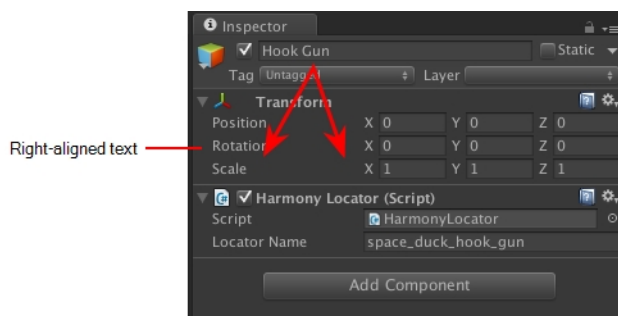 Inspector
Hook Gun Static
Tag Untagged Layer
Transform
Position X 0 Y 0 Z 0
Right-aligned text Rotation X 0 Y 0 Z 0
Scale X 1 Y 1 Z 1
Harmony Locator (Script)
Script HarmonyLocator
Locator Name space_duck_hook_gun
Add Component